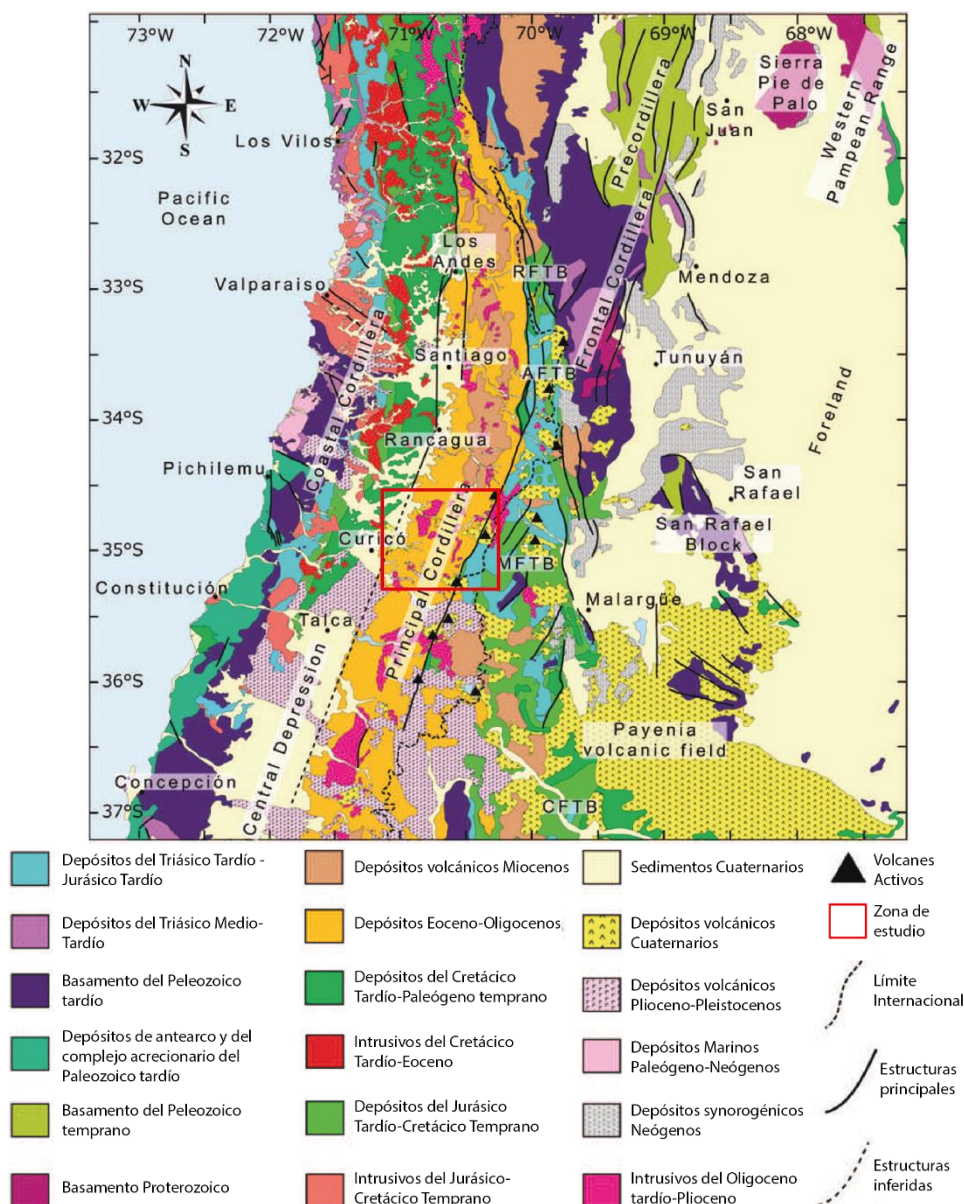 73°W
72°W
71°W
70°W
69°W
68°W
N
W
E
S
32°S
33°S
34°S
35°S
36°S
37°S
Los Vilos
Pacific
Ocean
Valparaiso
Los
Andes
Santiago
Coastal Cordillera
Rancagua
Pichilemu
Curicó
Constitución
Talca
Principal Cordillera
Central Depression
Concepción
RFTB
AFTB
MFTB
CFTB
Precordillera
Frontal Cordillera
San
Juan
Sierra
Pie de
Palo
Western
Pampean Range
Mendoza
Tunuyán
Foreland
San
Rafael
San Rafael
Block
Malargüe
Payenia
volcanic field
Depósitos del Triásico Tardío -
Jurásico Tardío
Depósitos del Triásico Medio-
Tardío
Basamento del Peleozoico
tardío
Depósitos de antearco y del
complejo acrecionario del
Paleozoico tardío
Basamento del Peleozoico
temprano
Basamento Proterozoico
Depósitos volcánicos Miocenos
Depósitos Eoceno-Oligocenos
Depósitos del Cretácico
Tardío-Paleógeno temprano
Intrusivos del Cretácico
Tardío-Eoceno
Depósitos del Jurásico
Tardío-Cretácico Temprano
Intrusivos del Jurásico-
Cretácico Temprano
Sedimentos Cuaternarios
Depósitos volcánicos
Cuaternarios
Depósitos volcánicos
Plioceno-Pleistocenos
Depósitos Marinos
Paleógeno-Neógenos
Depósitos synorogénicos
Neógenos
Intrusivos del Oligoceno
tardío-Plioceno
Volcanes
Activos
Zona de
estudio
Límite
Internacional
Estructuras
principales
Estructuras
inferidas